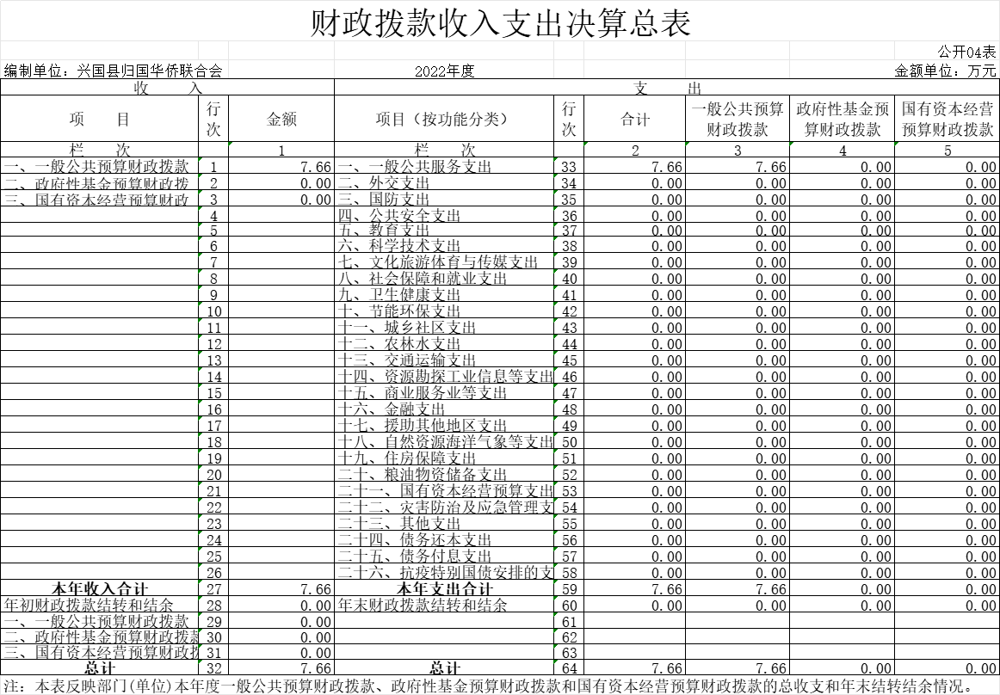 财政拨款收入支出决算总表
公开04表
编制单位：兴国县归国华侨联合会 2022年度 金额单位：万元
收 入 支 出
项 目 行次 金额 项目（按功能分类） 行次 合计 一般公共预算财政拨款 政府性基金预算财政拨款 国有资本经营预算财政拨款
栏 次 1 栏 次 2 3 4 5
一、一般公共预算财政拨款 1 7.66 一、一般公共服务支出 33 7.66 7.66 0.00 0.00
二、政府性基金预算财政拨 2 0.00 二、外交支出 34 0.00 0.00 0.00 0.00
三、国有资本经营预算财政 3 0.00 三、国防支出 35 0.00 0.00 0.00 0.00
4 四、公共安全支出 36 0.00 0.00 0.00 0.00
5 五、教育支出 37 0.00 0.00 0.00 0.00
6 六、科学技术支出 38 0.00 0.00 0.00 0.00
7 七、文化旅游体育与传媒支出 39 0.00 0.00 0.00 0.00
8 八、社会保障和就业支出 40 0.00 0.00 0.00 0.00
9 九、卫生健康支出 41 0.00 0.00 0.00 0.00
10 十、节能环保支出 42 0.00 0.00 0.00 0.00
11 十一、城乡社区支出 43 0.00 0.00 0.00 0.00
12 十二、农林水支出 44 0.00 0.00 0.00 0.00
13 十三、交通运输支出 45 0.00 0.00 0.00 0.00
14 十四、资源勘探工业信息等支出 46 0.00 0.00 0.00 0.00
15 十五、商业服务业等支出 47 0.00 0.00 0.00 0.00
16 十六、金融支出 48 0.00 0.00 0.00 0.00
17 十七、援助其他地区支出 49 0.00 0.00 0.00 0.00
18 十八、自然资源海洋气象等支出 50 0.00 0.00 0.00 0.00
19 十九、住房保障支出 51 0.00 0.00 0.00 0.00
20 二十、粮油物资储备支出 52 0.00 0.00 0.00 0.00
21 二十一、国有资本经营预算支出 53 0.00 0.00 0.00 0.00
22 二十二、灾害防治及应急管理支 54 0.00 0.00 0.00 0.00
23 二十三、其他支出 55 0.00 0.00 0.00 0.00
24 二十四、债务还本支出 56 0.00 0.00 0.00 0.00
25 二十五、债务付息支出 57 0.00 0.00 0.00 0.00
26 二十六、抗疫特别国债安排的支 58 0.00 0.00 0.00 0.00
本年收入合计 27 7.66 本年支出合计 59 7.66 7.66 0.00 0.00
年初财政拨款结转和结余 28 0.00 年末财政拨款结转和结余 60 0.00 0.00 0.00 0.00
一、一般公共预算财政拨款 29 0.00 61
二、政府性基金预算财政拨款 30 0.00 62
三、国有资本经营预算财政拨 31 0.00 63
总计 32 7.66 总计 64 7.66 7.66 0.00 0.00
注：本表反映部门(单位)本年度一般公共预算财政拨款、政府性基金预算财政拨款和国有资本经营预算财政拨款的总收支和年末结转结余情况。